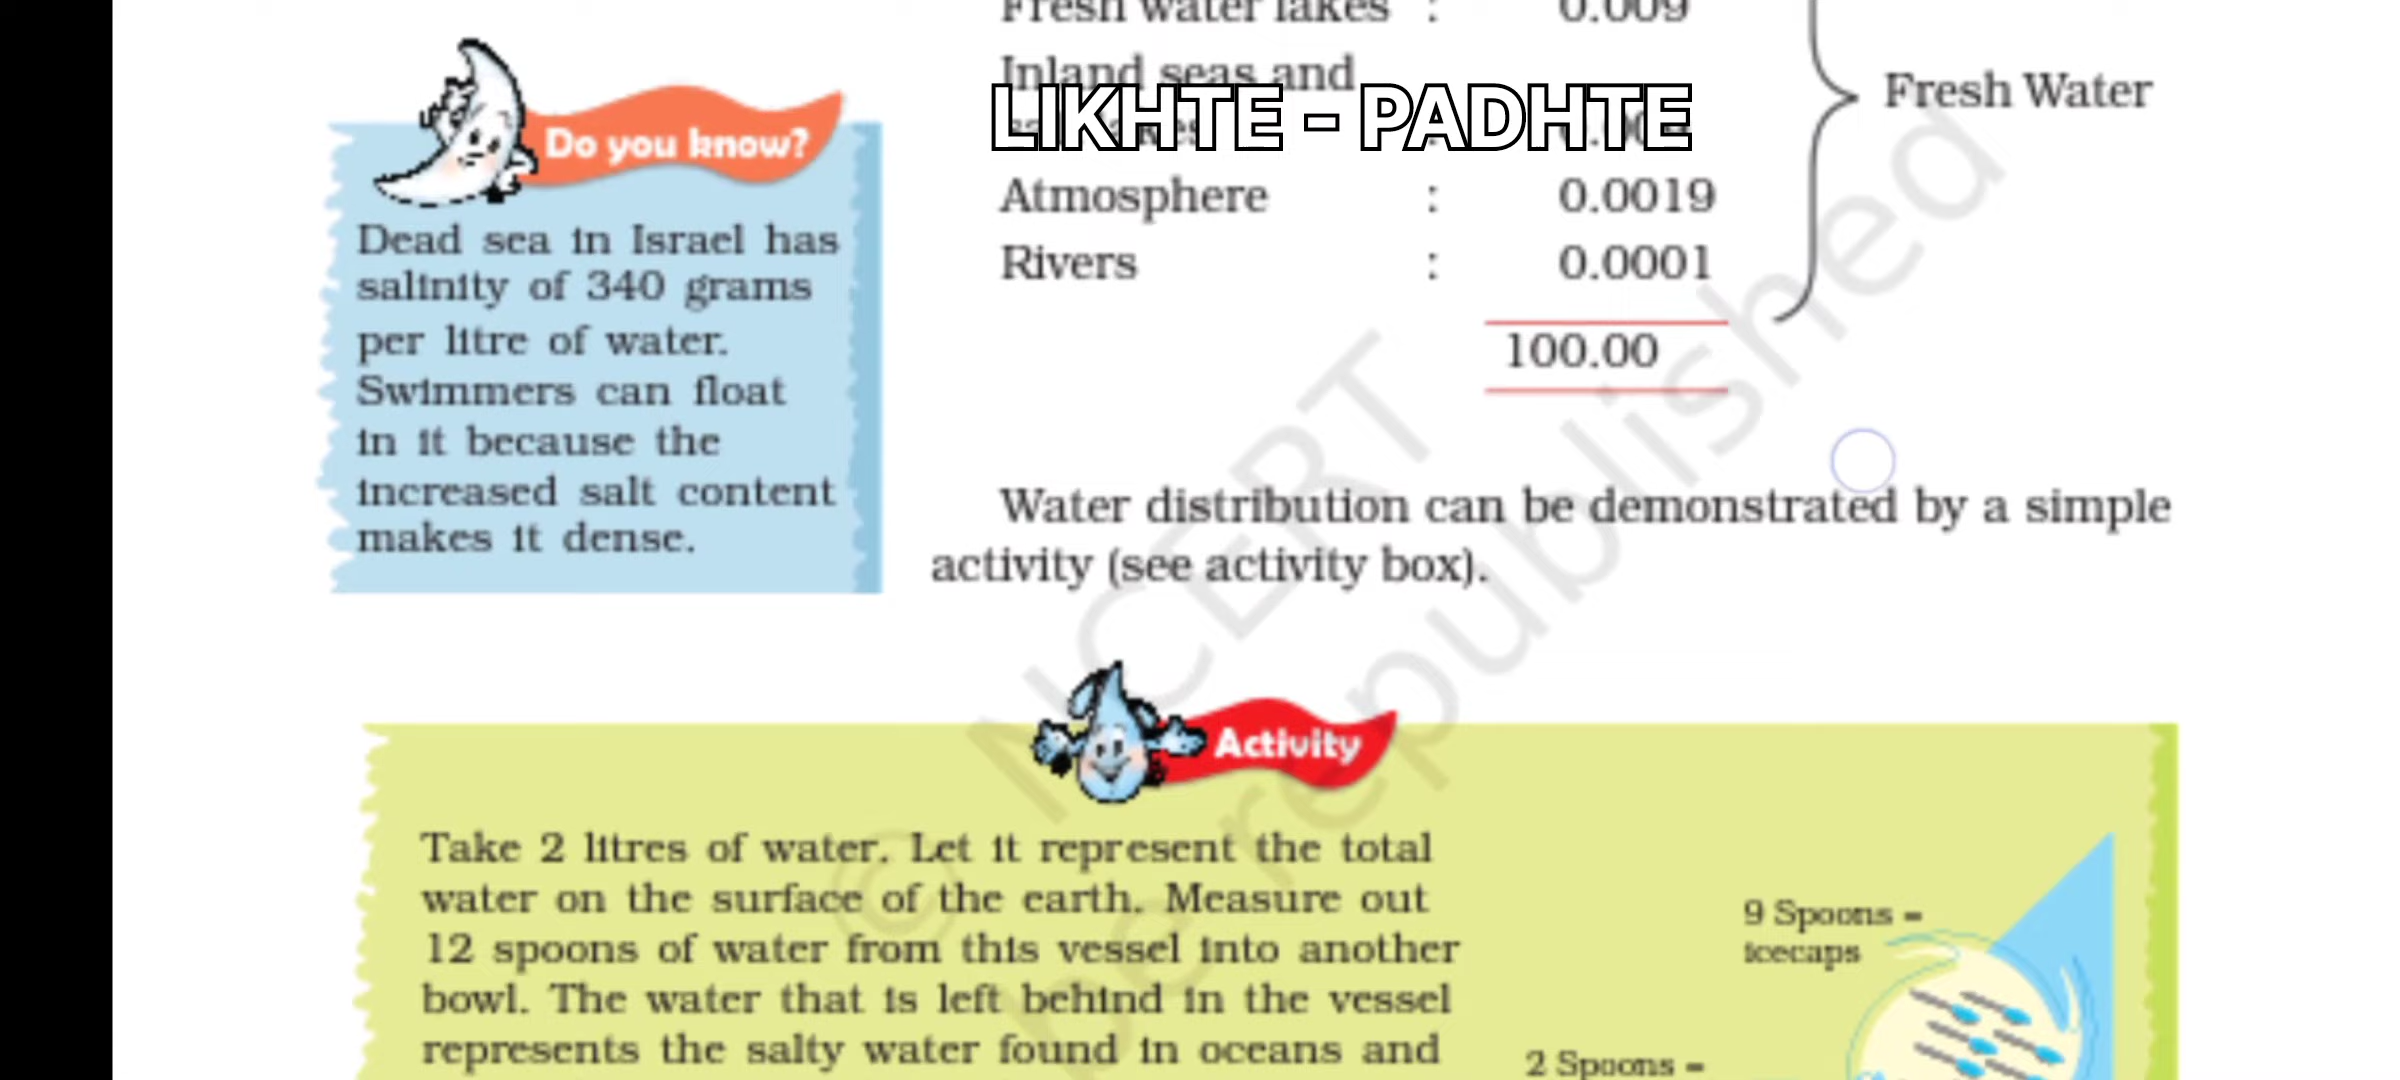 Fresh water lakes : 0.009
Inland seas and
LIKHTE - PADHTE
Fresh Water
Atmosphere : 0.0019
Rivers : 0.0001
100.00
Do you know?
Dead sea in Israel has
salinity of 340 grams
per litre of water.
Swimmers can float
in it because the
increased salt content
makes it dense.
Water distribution can be demonstrated by a simple
activity (see activity box).
© NCERT
be republished
Activity
Take 2 litres of water. Let it represent the total
water on the surface of the earth. Measure out
12 spoons of water from this vessel into another
bowl. The water that is left behind in the vessel
represents the salty water found in oceans and
9 Spoons =
icecaps
2 Spoons =